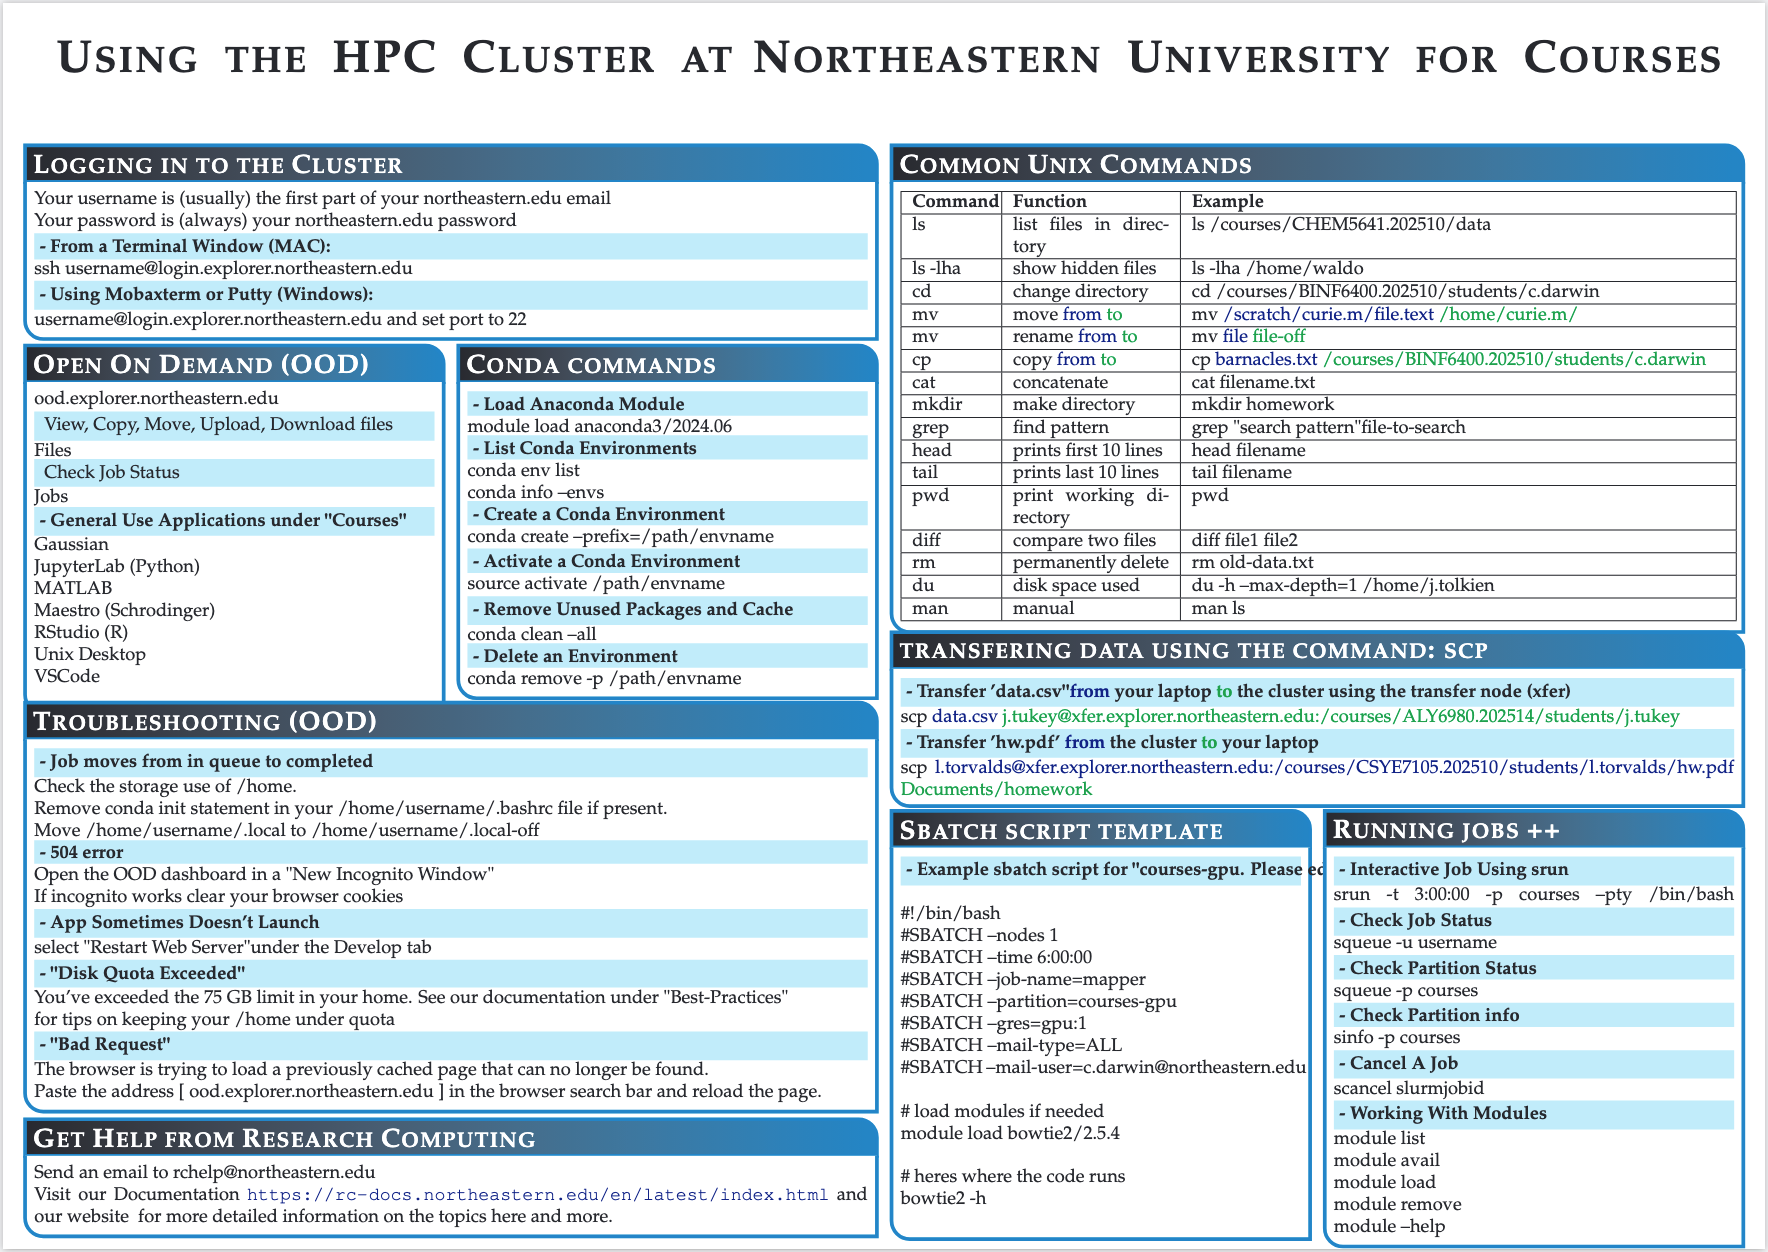 USING THE HPC CLUSTER AT NORTHEASTERN UNIVERSITY FOR COURSES
LOGGING IN TO THE CLUSTER
Your username is (usually) the first part of your northeastern.edu email
Your password is (always) your northeastern.edu password
- From a Terminal Window (MAC):
ssh username@login.explorer.northeastern.edu
- Using Mobaxterm or Putty (Windows):
username@login.explorer.northeastern.edu and set port to 22
OPEN ON DEMAND (OOD)
ood.explorer.northeastern.edu
View, Copy, Move, Upload, Download files
Files
Check Job Status
Jobs
- General Use Applications under "Courses"
Gaussian
JupyterLab (Python)
MATLAB
Maestro (Schrodinger)
RStudio (R)
Unix Desktop
VSCode
CONDA COMMANDS
- Load Anaconda Module
module load anaconda3/2024.06
- List Conda Environments
conda env list
conda info –envs
- Create a Conda Environment
conda create –prefix=/path/envname
- Activate a Conda Environment
source activate /path/envname
- Remove Unused Packages and Cache
conda clean –all
- Delete an Environment
conda remove -p /path/envname
TROUBLESHOOTING (OOD)
- Job moves from in queue to completed
Check the storage use of /home.
Remove conda init statement in your /home/username/.bashrc file if present.
Move /home/username/.local to /home/username/.local-off
- 504 error
Open the OOD dashboard in a "New Incognito Window"
If incognito works clear your browser cookies
- App Sometimes Doesn’t Launch
select "Restart Web Server"under the Develop tab
- "Disk Quota Exceeded"
You’ve exceeded the 75 GB limit in your home. See our documentation under "Best-Practices"
for tips on keeping your /home under quota
- "Bad Request"
The browser is trying to load a previously cached page that can no longer be found.
Paste the address [ ood.explorer.northeastern.edu ] in the browser search bar and reload the page.
GET HELP FROM RESEARCH COMPUTING
Send an email to rchelp@northeastern.edu
Visit our Documentation https://rc-docs.northeastern.edu/en/latest/index.html and
our website for more detailed information on the topics here and more.
COMMON UNIX COMMANDS
Command Function Example
ls list files in direc- ls /courses/CHEM5641.202510/data
tory
ls -lha show hidden files ls -lha /home/waldo
cd change directory cd /courses/BINF6400.202510/students/c.darwin
mv move from to mv /scratch/curie.m/file.text /home/curie.m/
mv rename from to mv file file-off
cp copy from to cp barnacles.txt /courses/BINF6400.202510/students/c.darwin
cat concatenate cat filename.txt
mkdir make directory mkdir homework
grep find pattern grep "search pattern"file-to-search
head prints first 10 lines head filename
tail prints last 10 lines tail filename
pwd print working di- pwd
rectory
diff compare two files diff file1 file2
rm permanently delete rm old-data.txt
du disk space used du -h –max-depth=1 /home/j.tolkien
man manual man ls
TRANSFERING DATA USING THE COMMAND: SCP
- Transfer ’data.csv"from your laptop to the cluster using the transfer node (xfer)
scp data.csv j.tukey@xfer.explorer.northeastern.edu:/courses/ALY6980.202514/students/j.tukey
- Transfer ’hw.pdf’ from the cluster to your laptop
scp l.torvalds@xfer.explorer.northeastern.edu:/courses/CSYE7105.202510/students/l.torvalds/hw.pdf
Documents/homework
SBATCH SCRIPT TEMPLATE
- Example sbatch script for "courses-gpu. Please ed
#!/bin/bash
#SBATCH –nodes 1
#SBATCH –time 6:00:00
#SBATCH –job-name=mapper
#SBATCH –partition=courses-gpu
#SBATCH –gres=gpu:1
#SBATCH –mail-type=ALL
#SBATCH –mail-user=c.darwin@northeastern.edu
# load modules if needed
module load bowtie2/2.5.4
# heres where the code runs
bowtie2 -h
RUNNING JOBS ++
- Interactive Job Using srun
srun -t 3:00:00 -p courses –pty /bin/bash
- Check Job Status
squeue -u username
- Check Partition Status
squeue -p courses
- Check Partition info
sinfo -p courses
- Cancel A Job
scancel slurmjobid
- Working With Modules
module list
module avail
module load
module remove
module –help